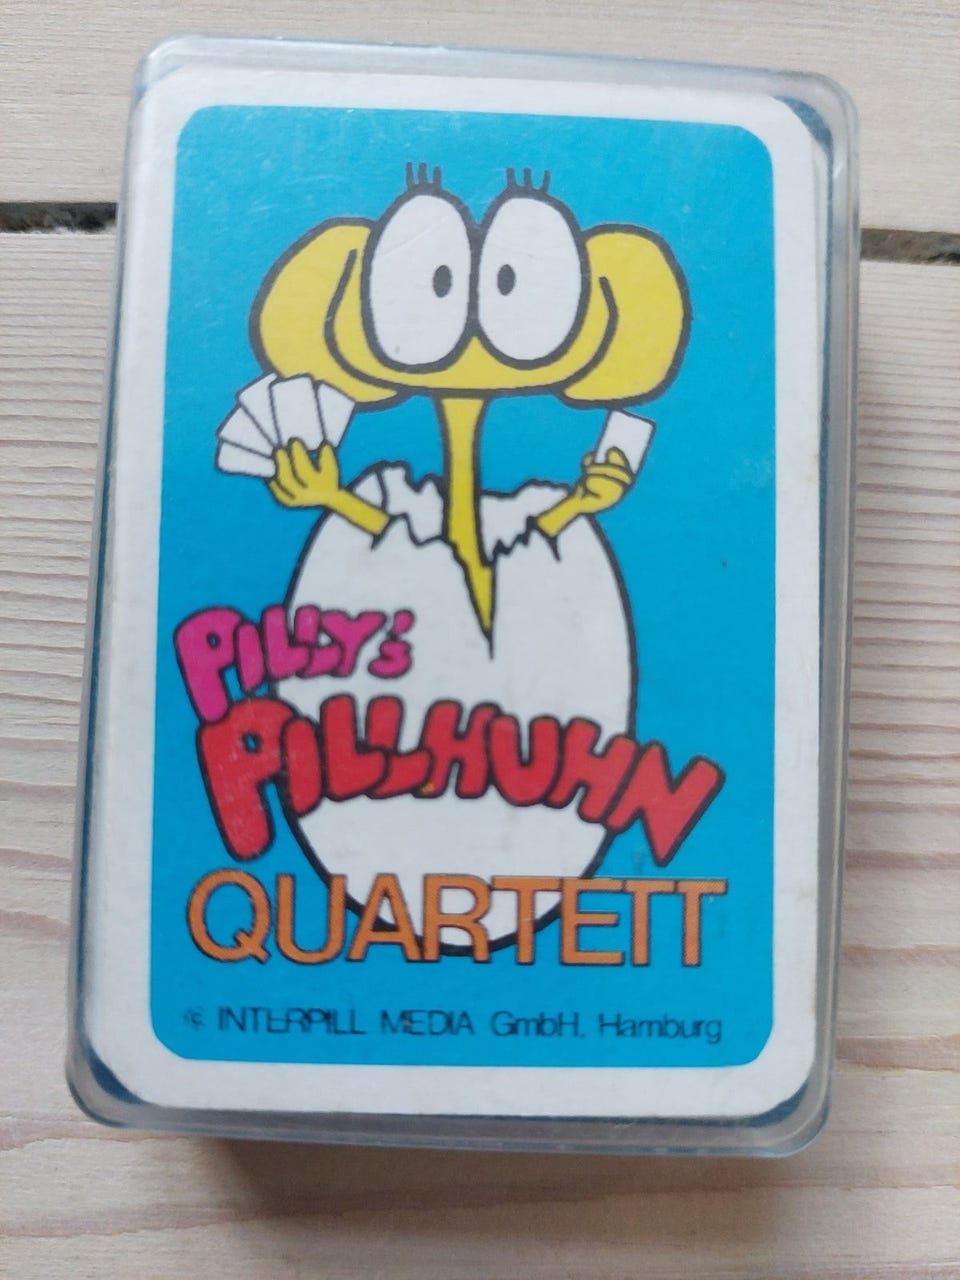 PILLY'S
PILLHUHN
QUARTETT
© INTERPILL MEDIA GmbH. Hamburg